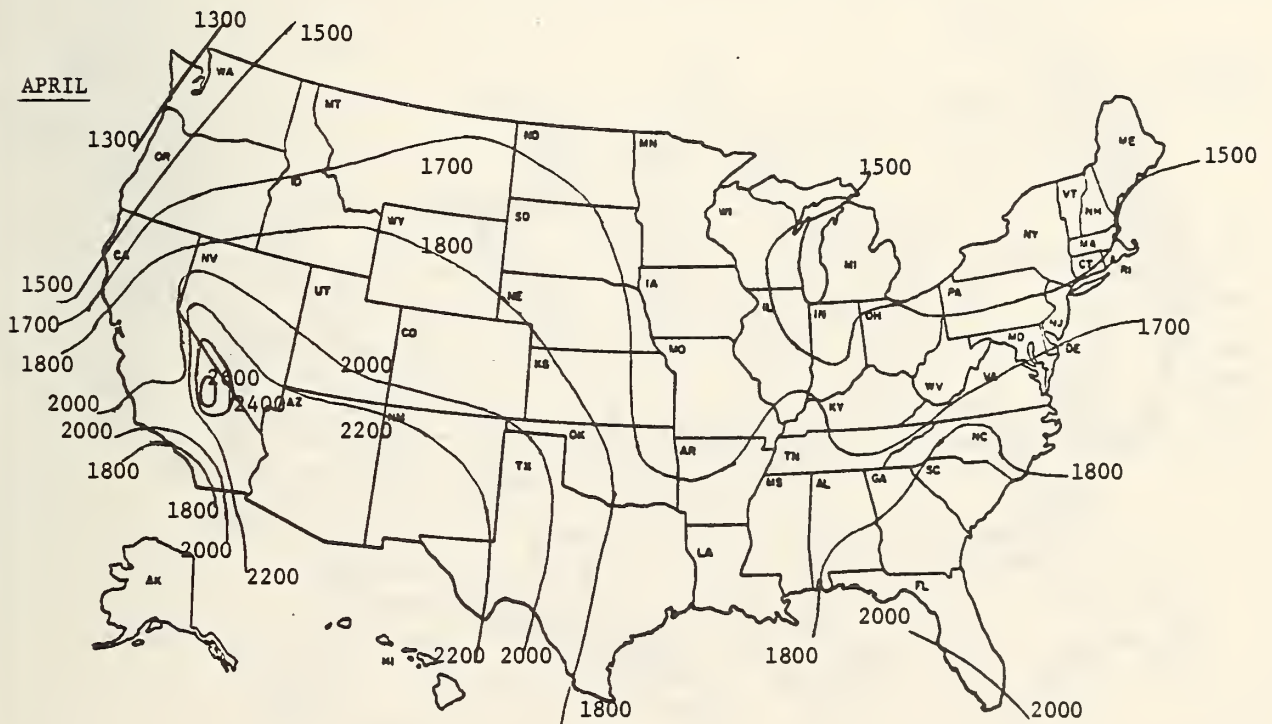 1300
1500
APRIL
WA
MT
ND
MN
ME
1300
OR
1700
1500
1500
ID
VT
NH
WI
SD
NY
WY
MA
1800
CA
NV
MI
CT
RI
1500
IA
PA
NE
UT
IL
IN
OH
NJ
1700
CO
MD
DE
1700
MO
1800
2000
KS
VA
WV
2600
2400
AZ
KY
2000
NM
2200
2000
OK
NC
AR
TN
1800
TX
GA
SC
1800
MS
AL
1800
2000
LA
2200
AK
FL
2000
HI
2200
2000
1800
1800
2000